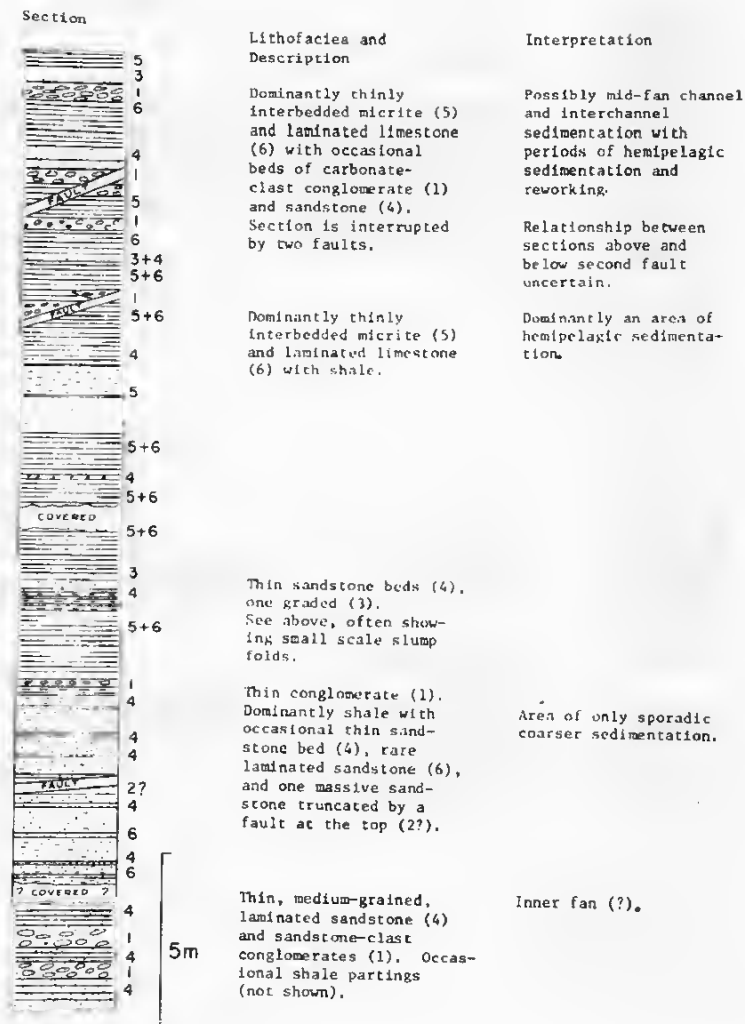 Section
Lithofacies and
Description
Interpretation
5
3
1
6
4
1
FAULT
5
1
6
3+4
5+6
1
FAULT
5+6
4
5
5+6
4
5+6
COVERED
5+6
3
4
5+6
1
4
4
4
FAULT
2?
4
6
4
6
? COVERED ?
4
1
4
1
4
5m
Dominantly thinly
interbedded micrite (5)
and laminated limestone
(6) with occasional
beds of carbonate-
clast conglomerate (1)
and sandstone (4).
Section is interrupted
by two faults.
Possibly mid-fan channel
and interchannel
sedimentation with
periods of hemipelagic
sedimentation and
reworking.
Relationship between
sections above and
below second fault
uncertain.
Dominantly thinly
interbedded micrite (5)
and laminated limestone
(6) with shale.
Dominantly an area of
hemipelagic sedimenta-
tion.
Thin sandstone beds (4),
one graded (3).
See above, often show-
ing small scale slump
folds.
Thin conglomerate (1).
Dominantly shale with
occasional thin sand-
stone bed (4), rare
laminated sandstone (6),
and one massive sand-
stone truncated by a
fault at the top (2?).
Area of only sporadic
coarser sedimentation.
Thin, medium-grained,
laminated sandstone (4)
and sandstone-clast
conglomerates (1). Occas-
ional shale partings
(not shown).
Inner fan (?).